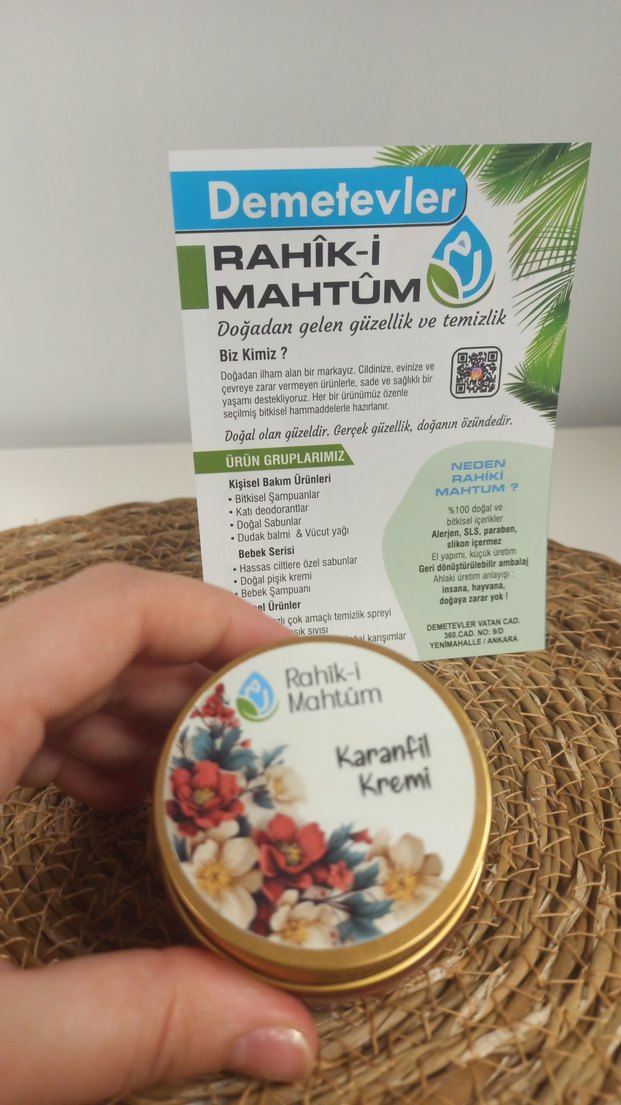 Demetevler
RAHÎK-İ
MAHTÛM
Doğadan gelen güzellik ve temizlik
Biz Kimiz ?
Doğadan ilham alan bir markayız. Cildinize, evinize ve
çevreye zarar vermeyen ürünlerle, sade ve sağlıklı bir
yaşamı destekliyoruz. Her bir ürünümüz özenle
seçilmiş bitkisel hammaddelerle hazırlanır.
Doğal olan güzeldir. Gerçek güzellik, doğanın özündedir.
ÜRÜN GRUPLARIMIZ
Kişisel Bakım Ürünleri
• Bitkisel Şampuanlar
• Katı deodorantlar
• Doğal Sabunlar
• Dudak balmi & Vücut yağı
Bebek Serisi
• Hassas ciltlere özel sabunlar
• Doğal pişik kremi
• Bebek Şampuanı
Ürünler
çok amaçlı temizlik spreyi
sıvısı
karışımlar
NEDEN
RAHİKİ
MAHTUM ?
%100 doğal ve
bitkisel içerikler
Alerjen, SLS, paraben,
slikon içermez
El yapımı, küçük üretim
Geri dönüştürülebilir ambalaj
Ahlaki üretim anlayışı :
insana, hayvana,
doğaya zarar yok !
DEMETEVLER VATAN CAD.
360.CAD. NO: 9/D
YENİMAHALLE / ANKARA
Rahîk-i
Mahtûm
Karanfil
Kremi